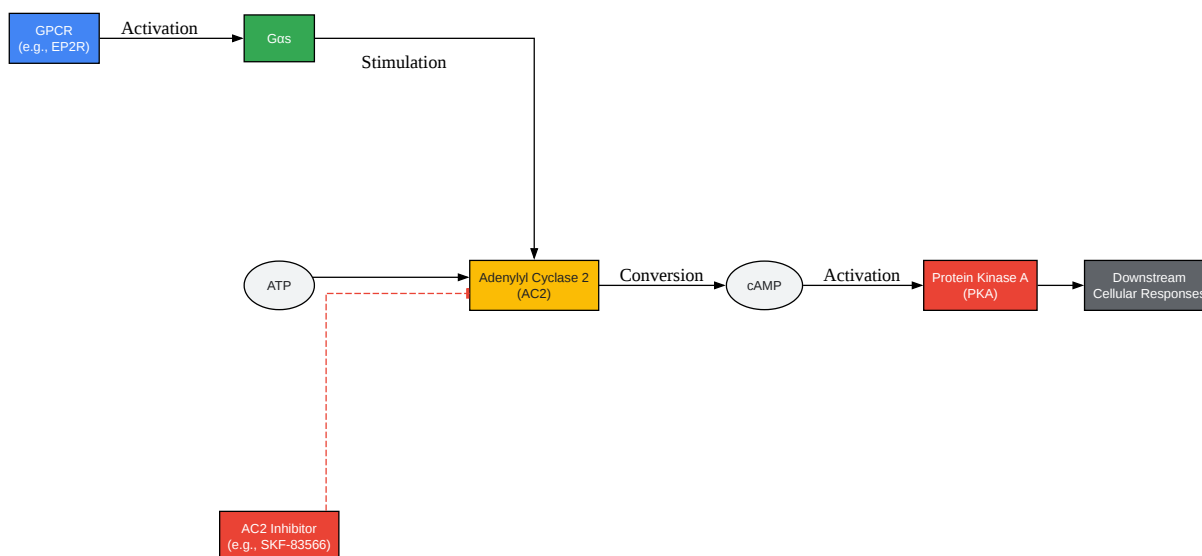 GPCR
(e.g., EP2R)
Activation
Gαs
Stimulation
ATP
Adenylyl Cyclase 2
(AC2)
Conversion
cAMP
Activation
Protein Kinase A
(PKA)
Downstream
Cellular Responses
AC2 Inhibitor
(e.g., SKF-83566)